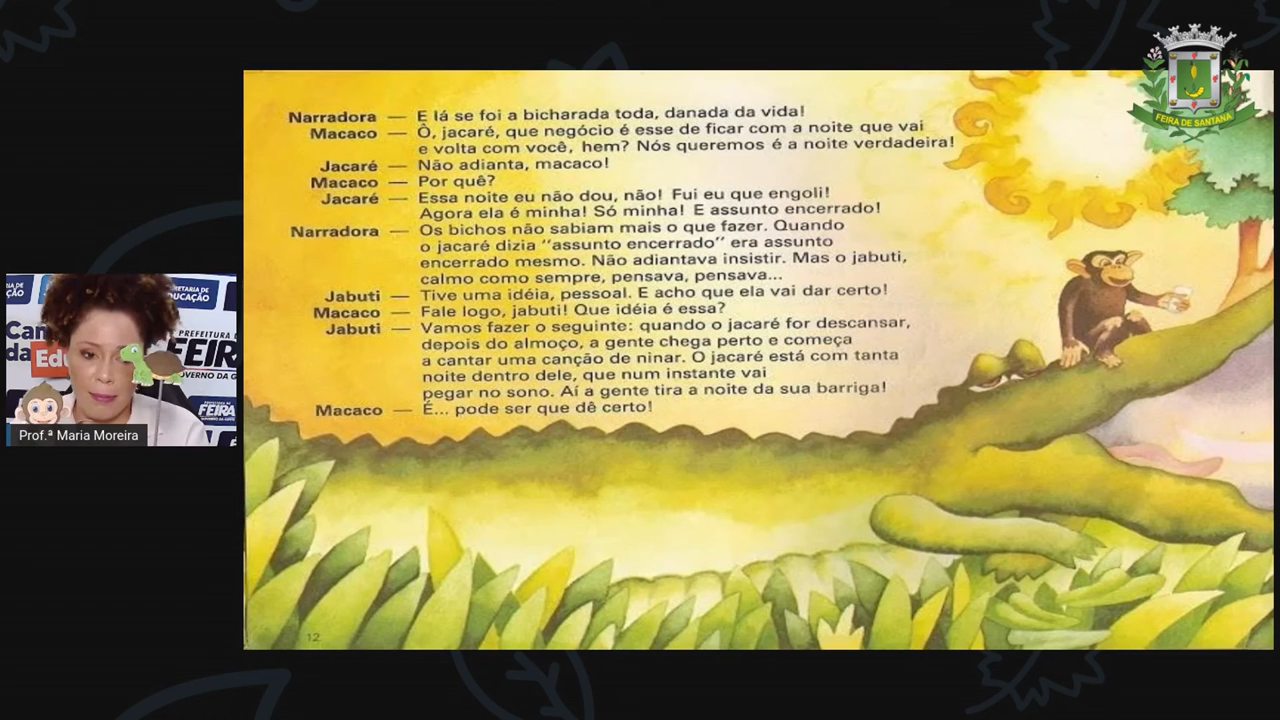 Narradora — E lá se foi a bicharada toda, danada da vida!
Macaco — Ô, jacaré, que negócio é esse de ficar com a noite que vai
e volta com você, hem? Nós queremos é a noite verdadeira!
Jacaré — Não adianta, macaco!
Macaco — Por quê?
Jacaré — Essa noite eu não dou, não! Fui eu que engoli!
Agora ela é minha! Só minha! E assunto encerrado!
Narradora — Os bichos não sabiam mais o que fazer. Quando
o jacaré dizia "assunto encerrado" era assunto
encerrado mesmo. Não adiantava insistir. Mas o jabuti,
calmo como sempre, pensava, pensava...
Jabuti — Tive uma idéia, pessoal. E acho que ela vai dar certo!
Macaco — Fale logo, jabuti! Que idéia é essa?
Jabuti — Vamos fazer o seguinte: quando o jacaré for descansar,
depois do almoço, a gente chega perto e começa
a cantar uma canção de ninar. O jacaré está com tanta
noite dentro dele, que num instante vai
pegar no sono. Aí a gente tira a noite da sua barriga!
Macaco — É... pode ser que dê certo!
12
FEIRA DE SANTANA
EDUCAÇÃO
PREFEITURA
FEIRA
Prof.ª Maria Moreira